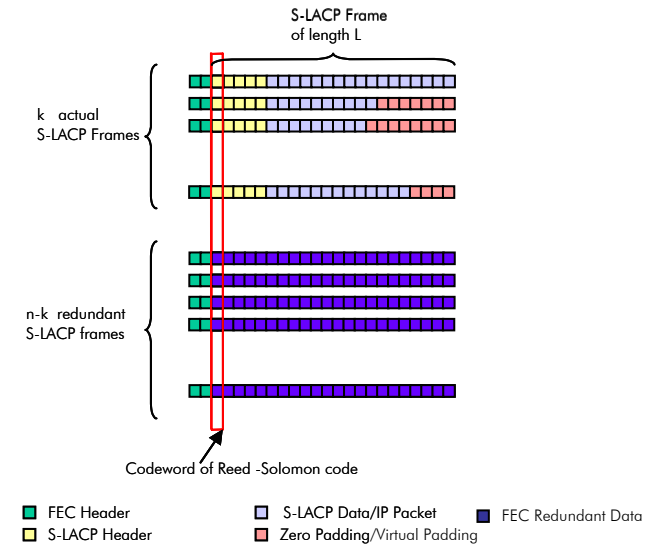 S-LACP Frame
of length L
k actual
S-LACP Frames
n-k redundant
S-LACP frames
Codeword of Reed -Solomon code
FEC Header
S-LACP Data/IP Packet
FEC Redundant Data
S-LACP Header
Zero Padding/Virtual Padding